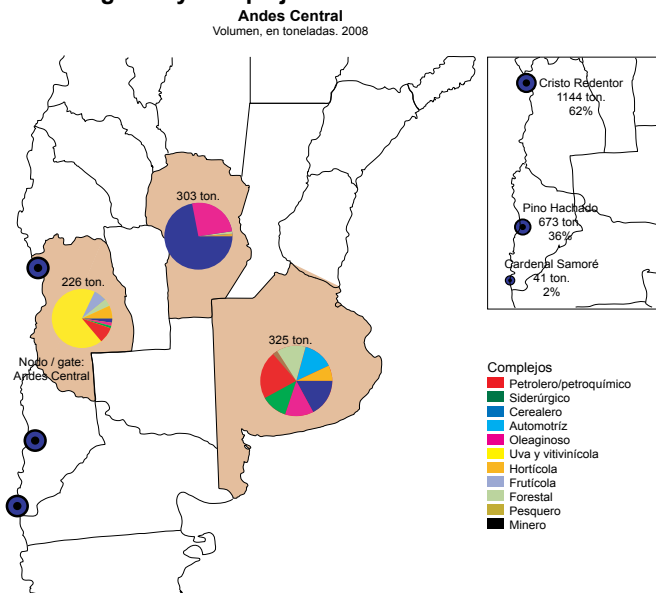 Andes Central
Volumen, en toneladas. 2008
Cristo Redentor
1144 ton.
62%
Pino Hachado
673 ton.
36%
Cardenal Samoré
41 ton.
2%
303 ton.
226 ton.
Nodo / gate:
Andes Central
325 ton.
Complejos
Petrolero/petroquímico
Siderúrgico
Cerealero
Automotríz
Oleaginoso
Uva y vitivinícola
Hortícola
Frutícola
Forestal
Pesquero
Minero